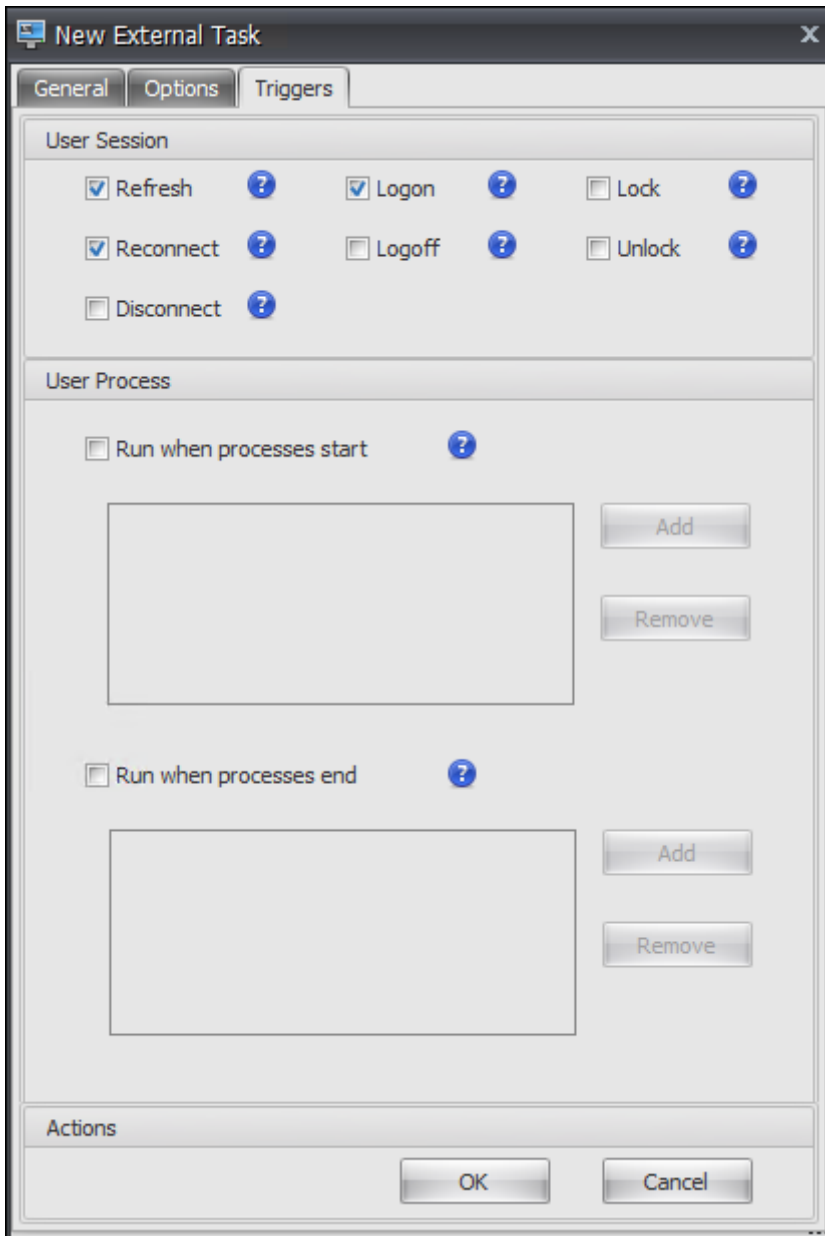 New External Task
General Options Triggers
User Session
Refresh Logon Lock
Reconnect Logoff Unlock
Disconnect
User Process
Run when processes start
Add
Remove
Run when processes end
Add
Remove
Actions
OK Cancel